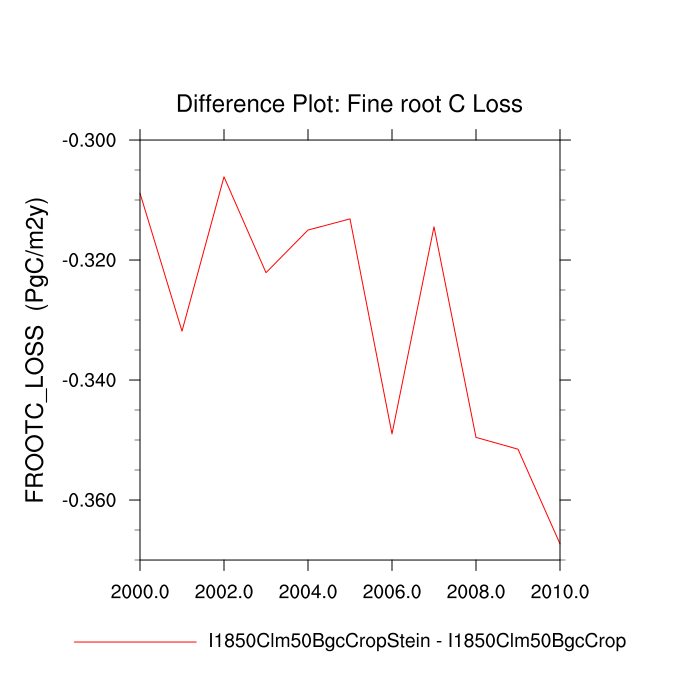 Difference Plot: Fine root C Loss
FROOTC_LOSS (PgC/m2y)
-0.300
-0.320
-0.340
-0.360
2000.0 2002.0 2004.0 2006.0 2008.0 2010.0
I1850Clm50BgcCropStein - I1850Clm50BgcCrop